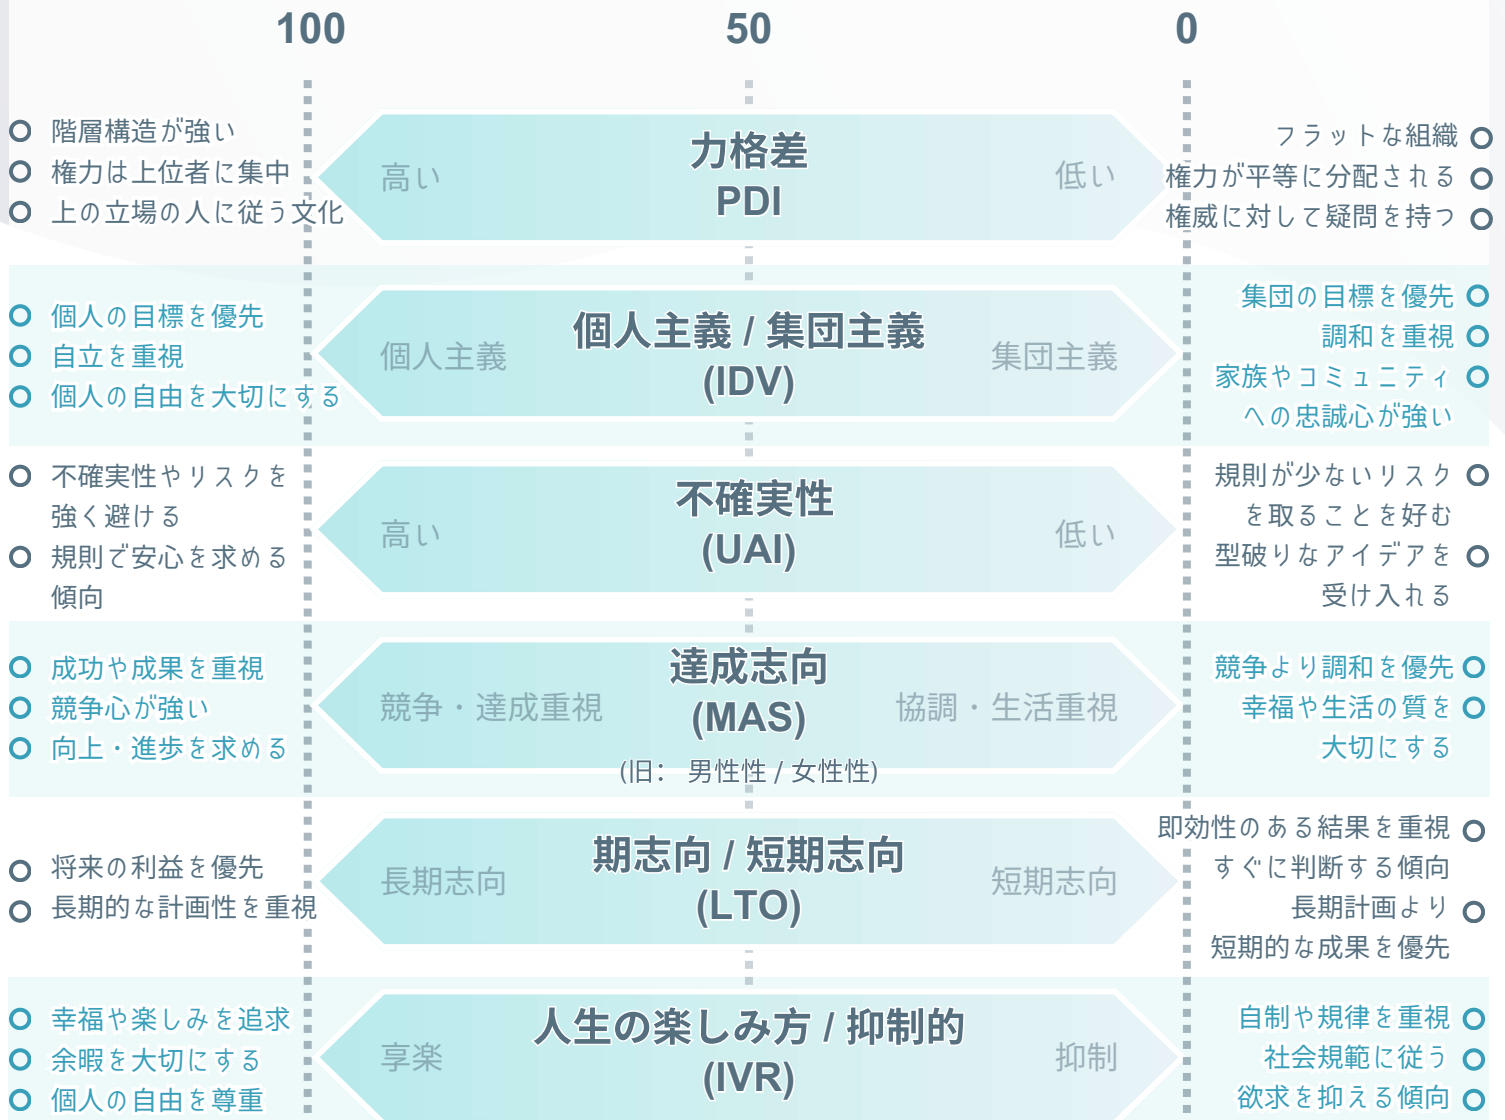 100 50 0
階層構造が強い
権力は上位者に集中
上の立場の人に従う文化
高い
力格差
PDI
低い
フラットな組織
権力が平等に分配される
権威に対して疑問を持つ
個人の目標を優先
自立を重視
個人の自由を大切にする
個人主義
個人主義 / 集団主義
(IDV)
集団主義
集団の目標を優先
調和を重視
家族やコミュニティ
への忠誠心が強い
不確実性やリスクを
強く避ける
規則で安心を求める
傾向
高い
不確実性
(UAI)
低い
規則が少ないリスク
を取ることを好む
型破りなアイデアを
受け入れる
成功や成果を重視
競争心が強い
向上・進歩を求める
競争・達成重視
達成志向
(MAS)
(旧： 男性性 / 女性性)
協調・生活重視
競争より調和を優先
幸福や生活の質を
大切にする
将来の利益を優先
長期的な計画性を重視
長期志向
期志向 / 短期志向
(LTO)
短期志向
即効性のある結果を重視
すぐに判断する傾向
長期計画より
短期的な成果を優先
幸福や楽しみを追求
余暇を大切にする
個人の自由を尊重
享楽
人生の楽しみ方 / 抑制的
(IVR)
抑制
自制や規律を重視
社会規範に従う
欲求を抑える傾向